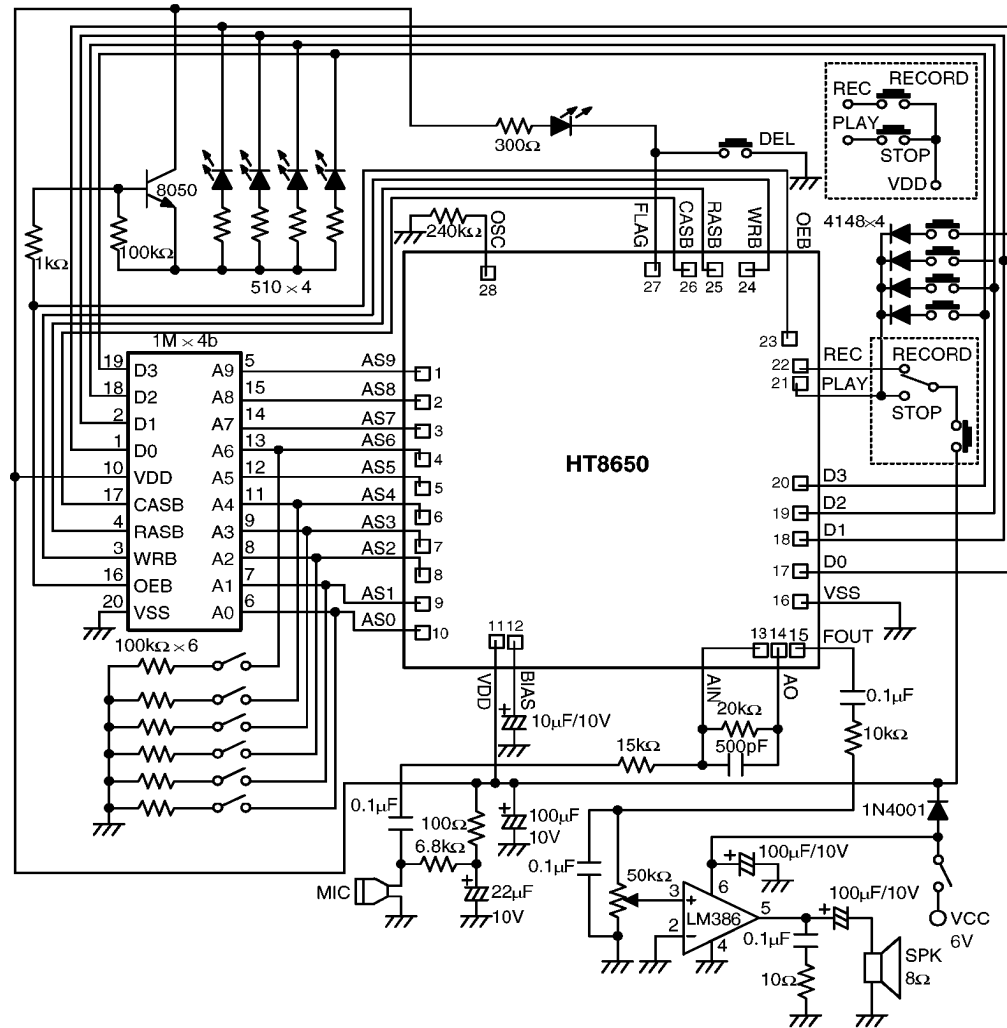 REC
RECORD
PLAY
STOP
VDD
300Ω
DEL
8050
1kΩ
100kΩ
510 × 4
240kΩ
OSC
FLAG
CASB
RASB
WRB
OEB
4148×4
28
27
26
25
24
23
1M × 4b
19 D3 A9 5 AS9 1
18 D2 A8 15 AS8 2
2 D1 A7 14 AS7 3
1 D0 A6 13 AS6 4
10 VDD A5 12 AS5 5
17 CASB A4 11 AS4 6
4 RASB A3 9 AS3 7
3 WRB A2 8 AS2 8
16 OEB A1 7 AS1 9
20 VSS A0 6 AS0 10
HT8650
22 REC
21 PLAY
RECORD
STOP
20 D3
19 D2
18 D1
17 D0
16 VSS
11 12
13 14 15 FOUT
VDD
BIAS
AIN
AO
100kΩ × 6
10µF/10V
20kΩ
500pF
0.1µF
10kΩ
15kΩ
0.1µF
100Ω
6.8kΩ
100µF
10V
MIC
22µF
10V
0.1µF
50kΩ
1N4001
100µF/10V
3
2
6
LM386
4
5
100µF/10V
0.1µF
10Ω
VCC
6V
SPK
8Ω